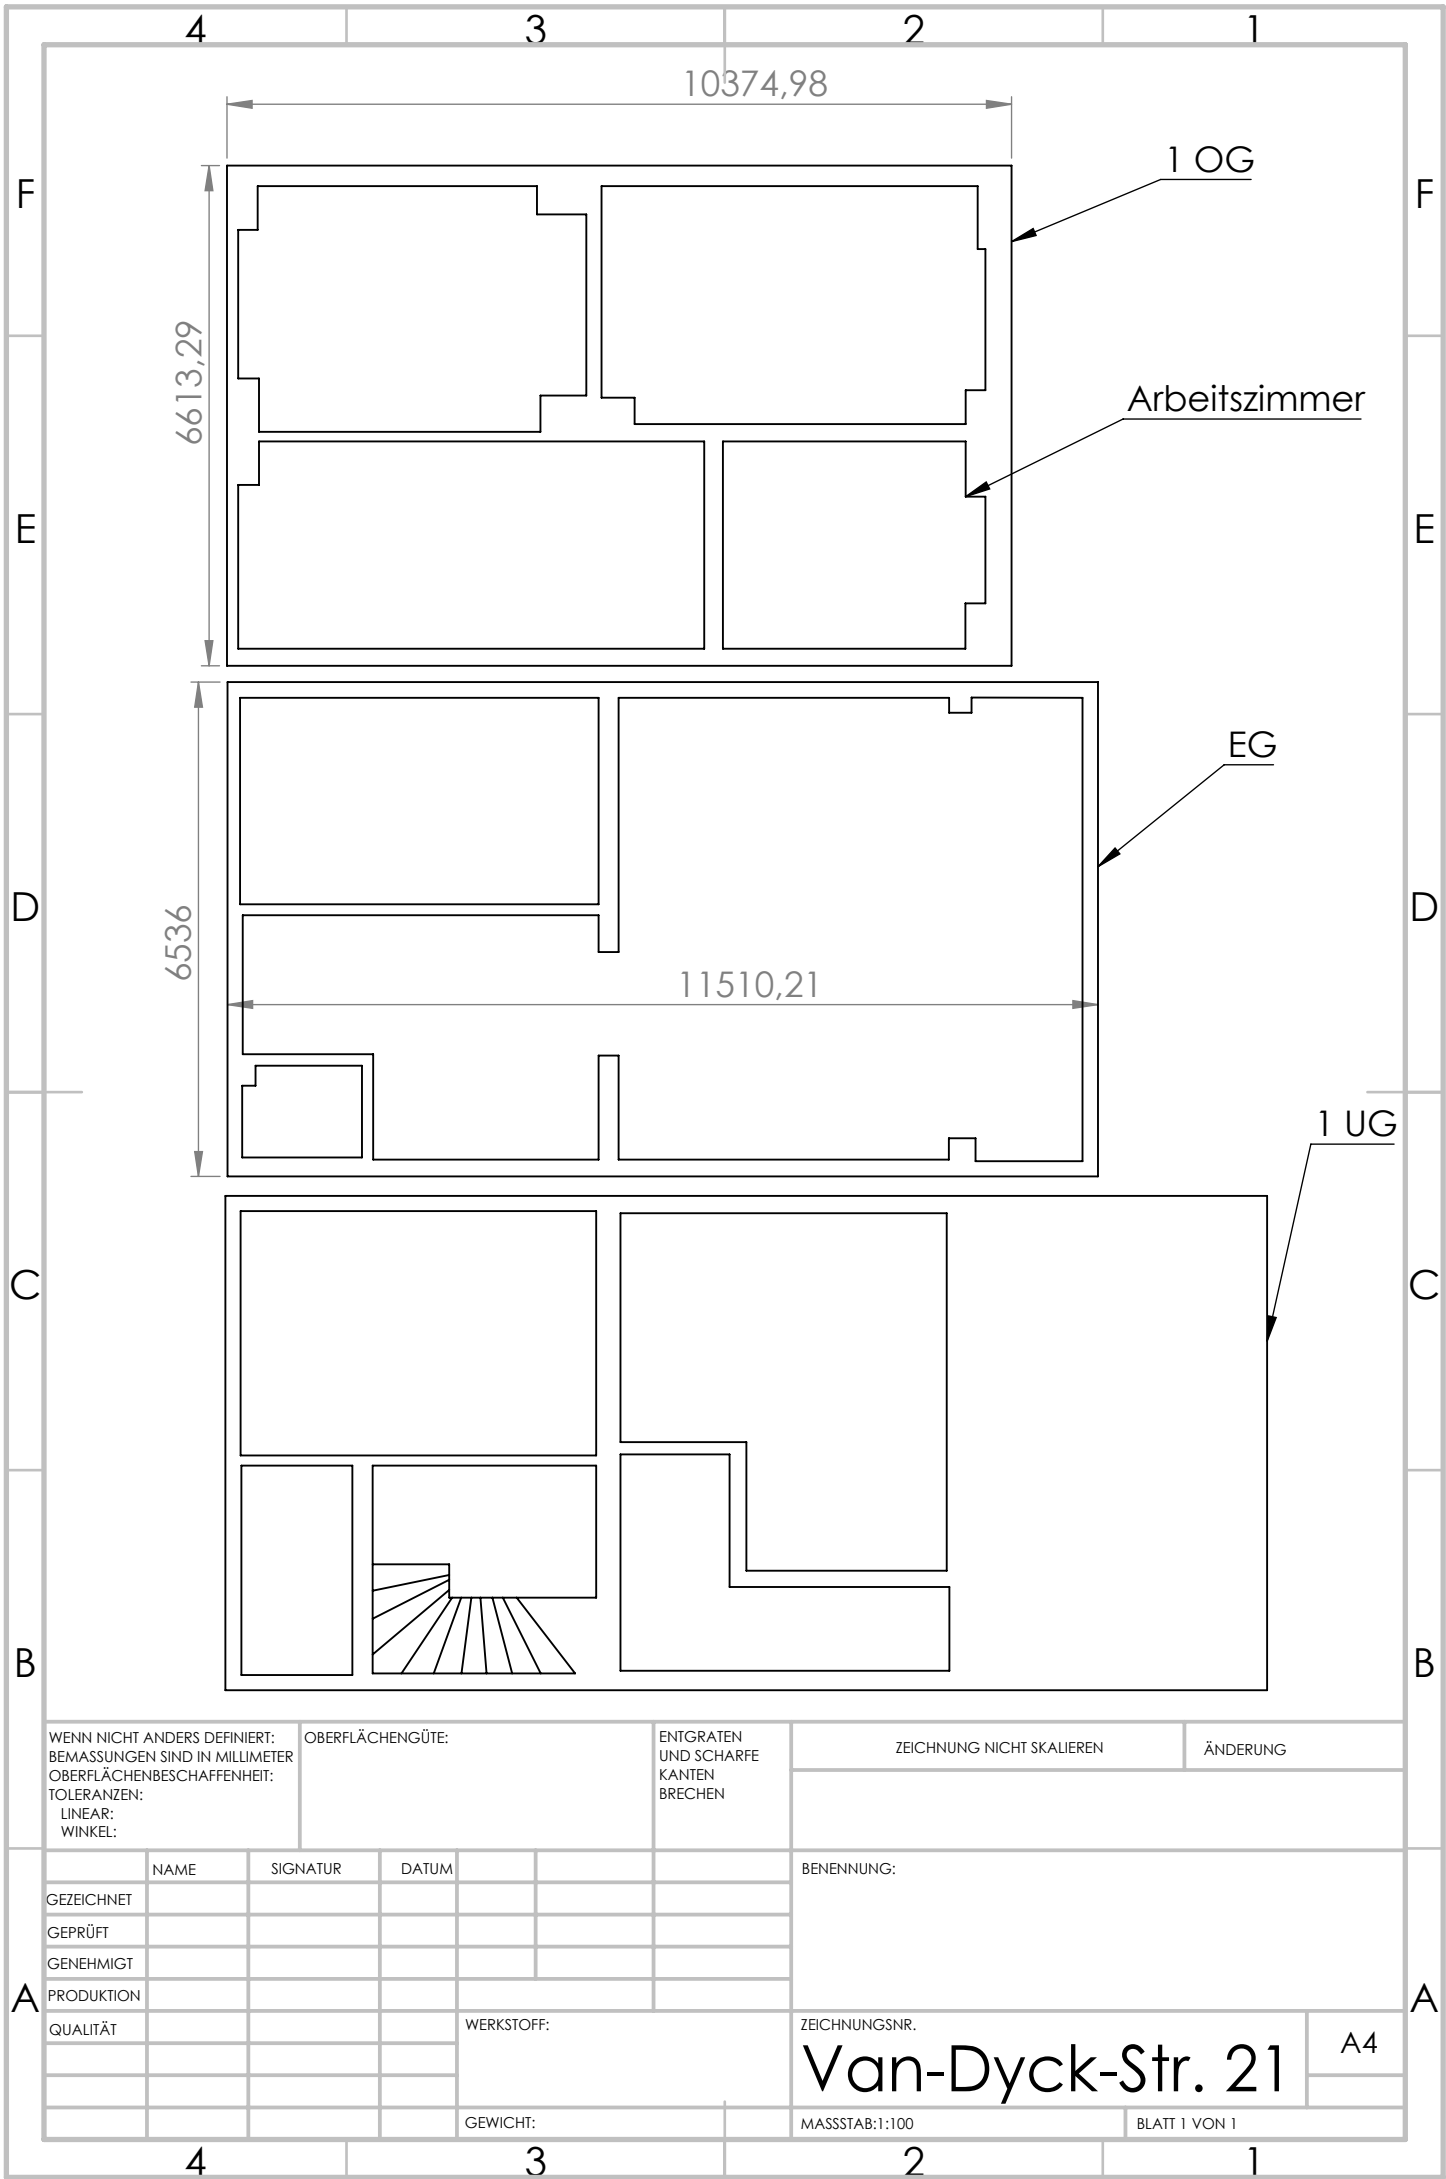 4 3 2 1
10374,98
1 OG
F F
6613,29
Arbeitszimmer
E E
EG
D D
6536
11510,21
1 UG
C C
B B
WENN NICHT ANDERS DEFINIERT:
BEMASSUNGEN SIND IN MILLIMETER
OBERFLÄCHENBESCHAFFENHEIT:
TOLERANZEN:
LINEAR:
WINKEL:
OBERFLÄCHENGÜTE:
ENTGRATEN
UND SCHARFE
KANTEN
BRECHEN
ZEICHNUNG NICHT SKALIEREN
ÄNDERUNG
NAME SIGNATUR DATUM
GEZEICHNET
GEPRÜFT
GENEHMIGT
PRODUKTION
QUALITÄT
BENENNUNG:
A A
WERKSTOFF:
GEWICHT:
ZEICHNUNGSNR.
Van-Dyck-Str. 21
A4
MASSSTAB:1:100
BLATT 1 VON 1
4 3 2 1